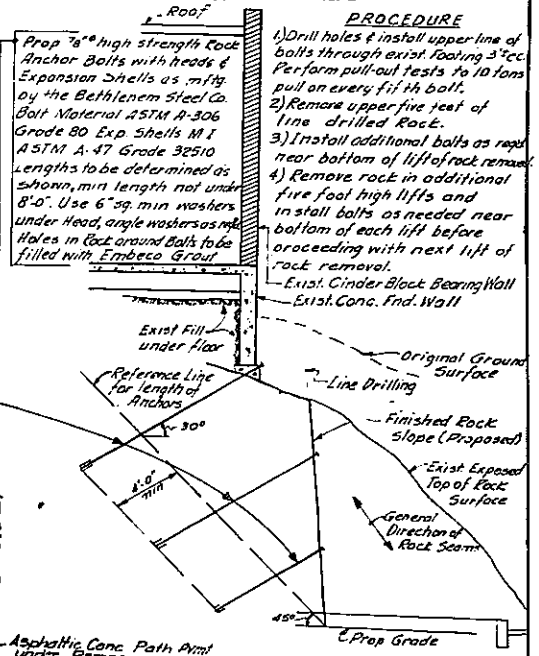 Roof
Prop 7/8"ø high strength Rock
Anchor Bolts with heads &
Expansion Shells as mftg.
by the Bethlenem Steel Co.
Bolt Material ASTM A-306
Grade 80 Exp. Shells M I
ASTM A-47 Grade 32510
Lengths to be determined as
shown, min length not under
8'-0". Use 6" sq. min washers
under Head, angle washers as
Holes in Rock around Bolts to be
filled with Embeco Grout
PROCEDURE
1) Drill holes & install upper line of
bolts through exist. Footing
Perform pull-out tests to 10 tons
pull on every fifth bolt.
2) Remove upper five feet of
line drilled Rock.
3) Install additional bolts as reqd
near bottom of lift of rock removed.
4) Remove rock in additional
five foot high lifts and
install bolts as needed near
bottom of each lift before
proceeding with next lift of
rock removal.
Exist. Cinder Block Bearing Wall
Exist. Conc. Fnd. Wall
Exist Fill
under floor
Original Ground
Surface
Reference Line
for length of
Anchors
Line Drilling
30°
Finished Rock
Slope (Proposed)
4'-0"
min
Exist Exposed
Top of Rock
Surface
General
Direction of
Rock Seams
45°
℄ Prop Grade
Asphaltic Conc Path Pvmt
under